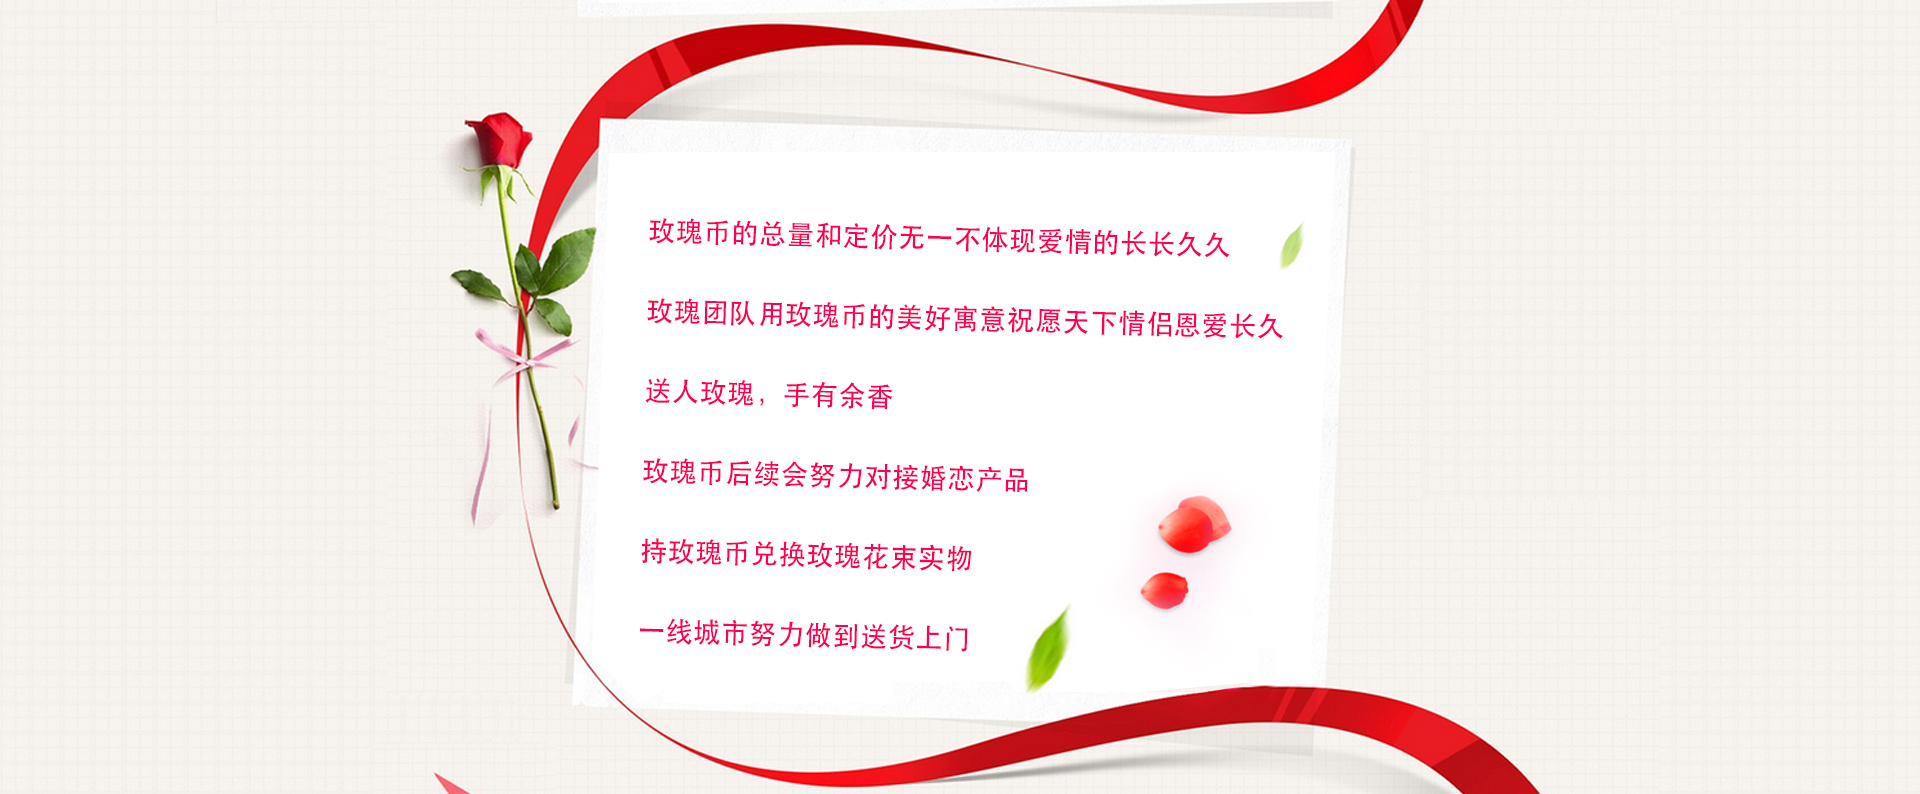 玫瑰币的总量和定价无一不体现爱情的长长久久
玫瑰团队用玫瑰币的美好寓意祝愿天下情侣恩爱长久
送人玫瑰，手有余香
玫瑰币后续会努力对接婚恋产品
持玫瑰币兑换玫瑰花束实物
一线城市努力做到送货上门